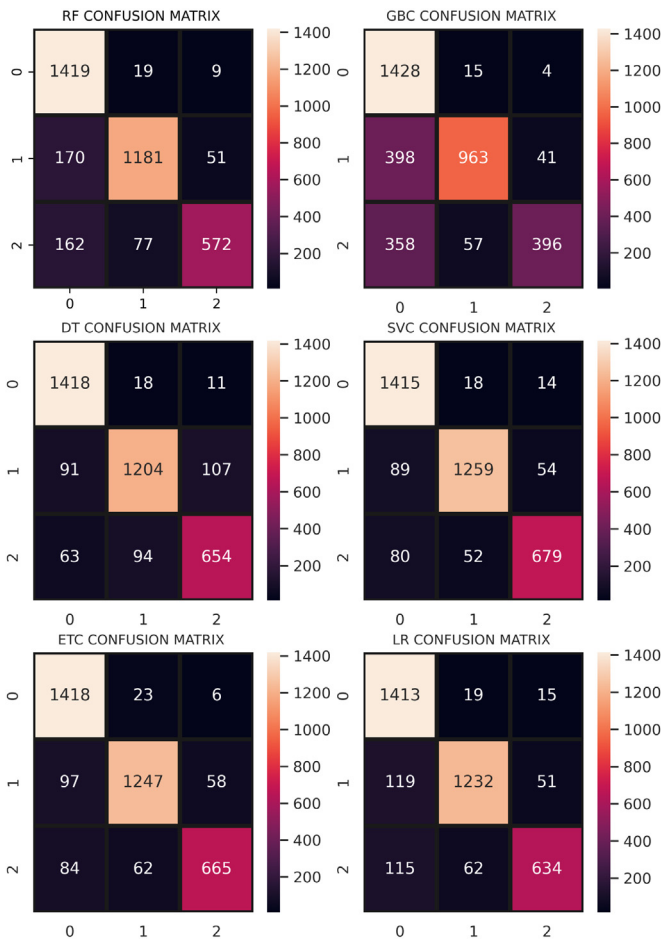 RF CONFUSION MATRIX
0 1419 19 9
1 170 1181 51
2 162 77 572
0 1 2
1400
1200
1000
800
600
400
200
GBC CONFUSION MATRIX
0 1428 15 4
1 398 963 41
2 358 57 396
0 1 2
1400
1200
1000
800
600
400
200
DT CONFUSION MATRIX
0 1418 18 11
1 91 1204 107
2 63 94 654
0 1 2
1400
1200
1000
800
600
400
200
SVC CONFUSION MATRIX
0 1415 18 14
1 89 1259 54
2 80 52 679
0 1 2
1400
1200
1000
800
600
400
200
ETC CONFUSION MATRIX
0 1418 23 6
1 97 1247 58
2 84 62 665
0 1 2
1400
1200
1000
800
600
400
200
LR CONFUSION MATRIX
0 1413 19 15
1 119 1232 51
2 115 62 634
0 1 2
1400
1200
1000
800
600
400
200